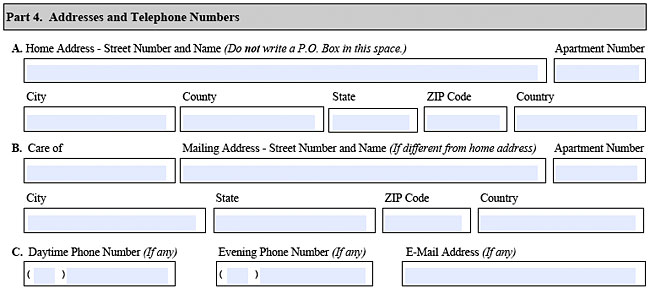 Part 4. Addresses and Telephone Numbers
A. Home Address - Street Number and Name (Do not write a P.O. Box in this space.) Apartment Number
City County State ZIP Code Country
B. Care of Mailing Address - Street Number and Name (If different from home address) Apartment Number
City State ZIP Code Country
C. Daytime Phone Number (If any) Evening Phone Number (If any) E-Mail Address (If any)
( ) ( )